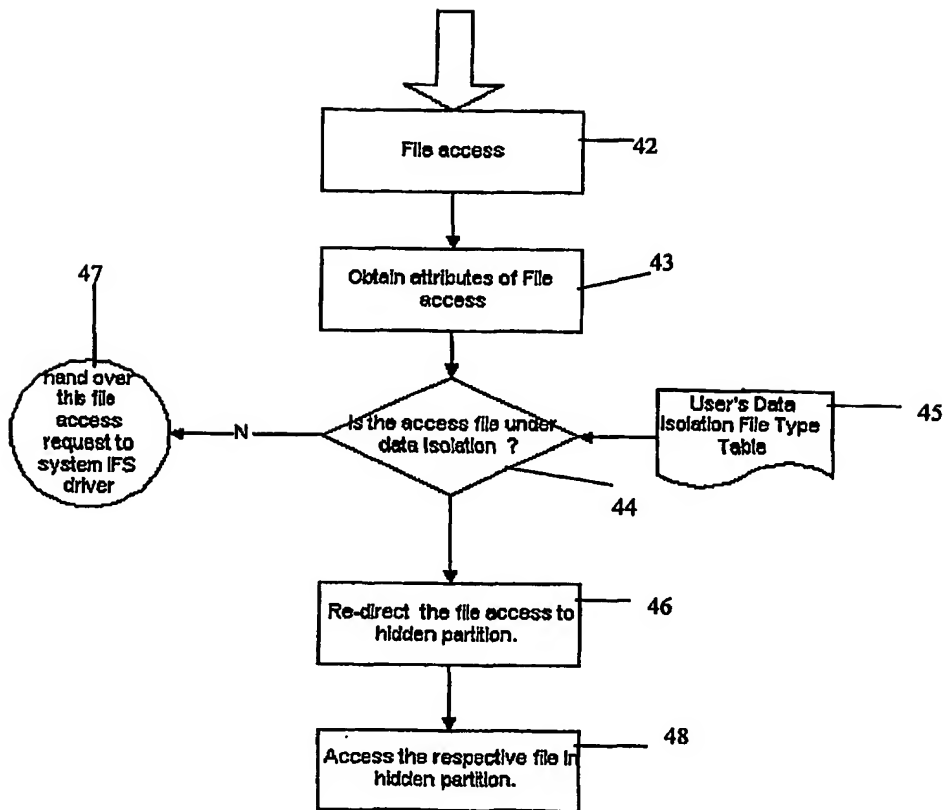 File access
42
Obtain attributes of File
access
43
47
hand over
this file
access
request to
system IFS
driver
N
Is the access file under
data Isolation ?
44
User's Data
Isolation File Type
Table
45
Re-direct the file access to
hidden partition.
46
Access the respective file in
hidden partition.
48